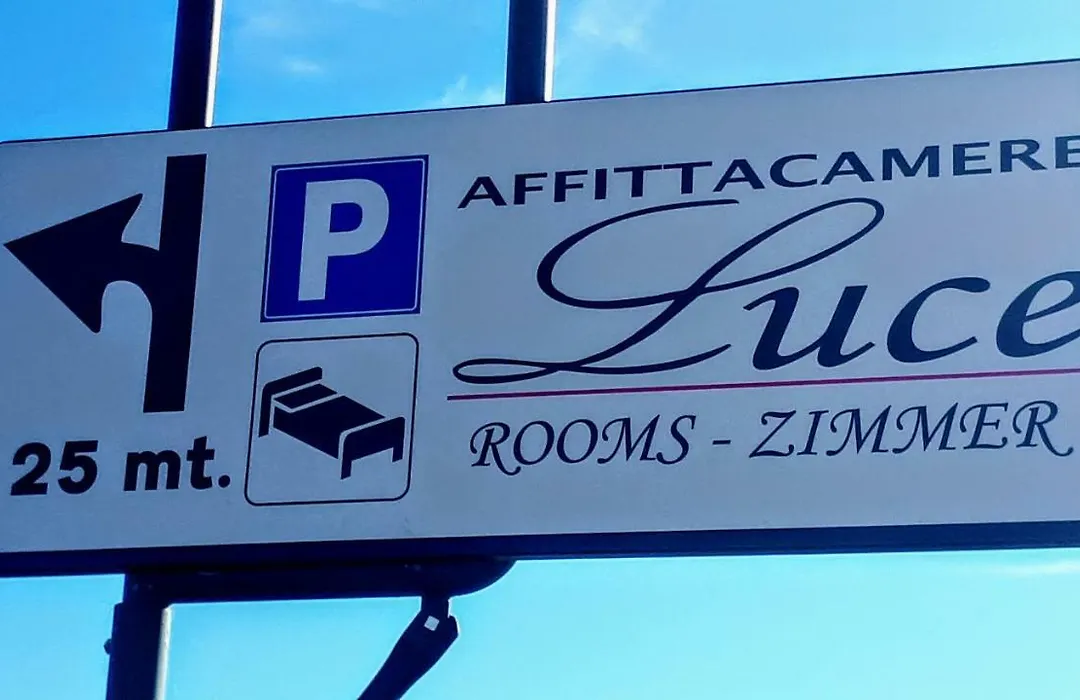 P
AFFITTACAMERE
Luce
ROOMS - ZIMMER
25 mt.